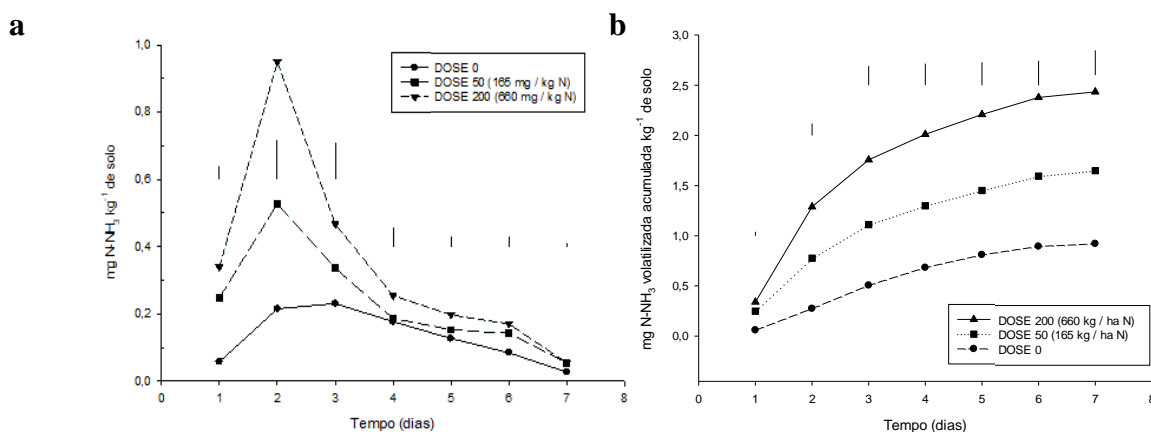 a
mg N-NH₃ kg⁻¹ de solo
1,0
0,8
0,6
0,4
0,2
0,0
DOSE 0
DOSE 50 (165 mg / kg N)
DOSE 200 (660 mg / kg N)
0 1 2 3 4 5 6 7 8
Tempo (dias)
b
mg N-NH₃ volatilizada acumulada kg⁻¹ de solo
3,0
2,5
2,0
1,5
1,0
0,5
0,0
DOSE 200 (660 kg / ha N)
DOSE 50 (165 kg / ha N)
DOSE 0
0 1 2 3 4 5 6 7 8
Tempo (dias)